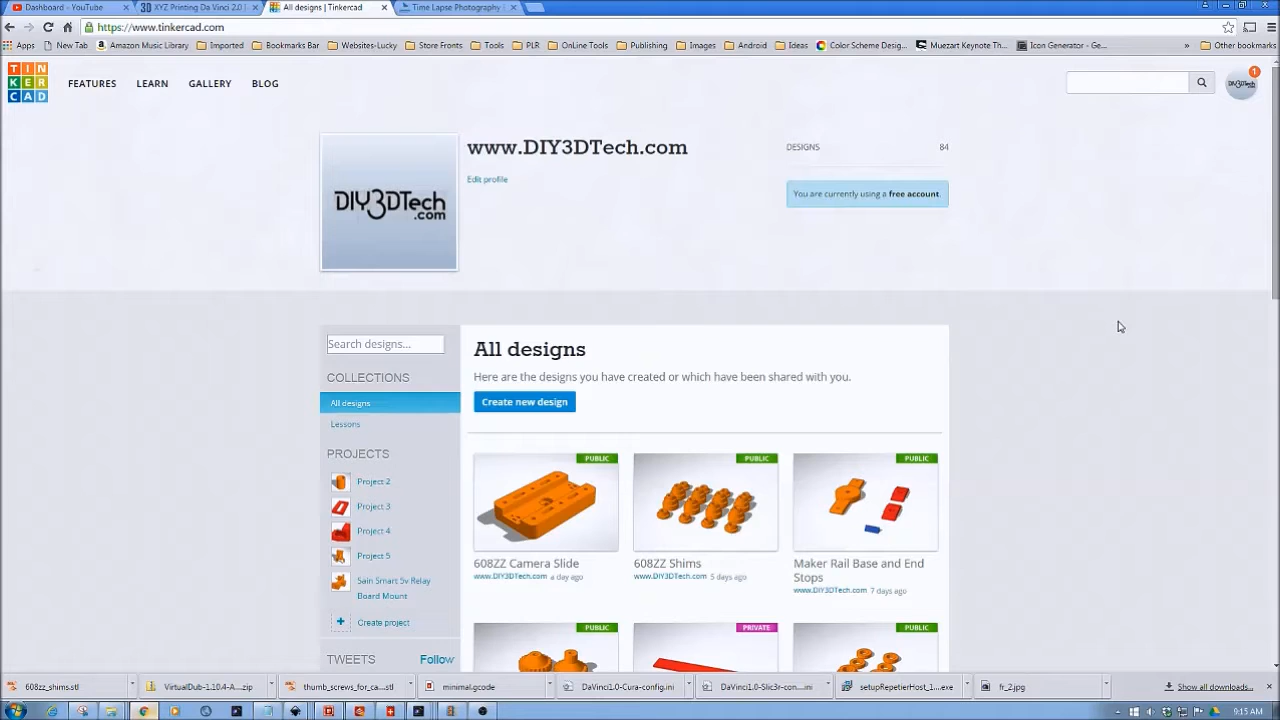 Dashboard - YouTube
XYZ Printing Da Vinci 2.0 I
All designs | Tinkercad
Time Lapse Photography
https://www.tinkercad.com
Apps New Tab Amazon Music Library Imported Bookmarks Bar Websites-Lucky Store Fronts Tools PLR OnLine Tools Publishing Images Android Ideas Color Scheme Desig... Muezart Keynote Th... Icon Generator - Ge... » Other bookmarks
TIN
KER
CAD
FEATURES LEARN GALLERY BLOG
DIY3DTech
1
www.DIY3DTech.com
DESIGNS 84
Edit profile
You are currently using a free account.
DIY3DTech
.com
Search designs...
COLLECTIONS
All designs
Lessons
PROJECTS
Project 2
Project 3
Project 4
Project 5
Sain Smart 5v Relay
Board Mount
Create project
TWEETS Follow
All designs
Here are the designs you have created or which have been shared with you.
Create new design
PUBLIC PUBLIC PUBLIC
608ZZ Camera Slide
www.DIY3DTech.com a day ago
608ZZ Shims
www.DIY3DTech.com 5 days ago
Maker Rail Base and End
Stops
www.DIY3DTech.com 7 days ago
PUBLIC PRIVATE PUBLIC
608zz_shims.stl VirtualDub-1.10.4-A....zip thumb_screws_for_ca....stl minimal.gcode DaVinci1.0-Cura-config.ini DaVinci1.0-Slic3r-con....ini setupRepetierHost_1....exe fr_2.jpg Show all downloads...
9:15 AM